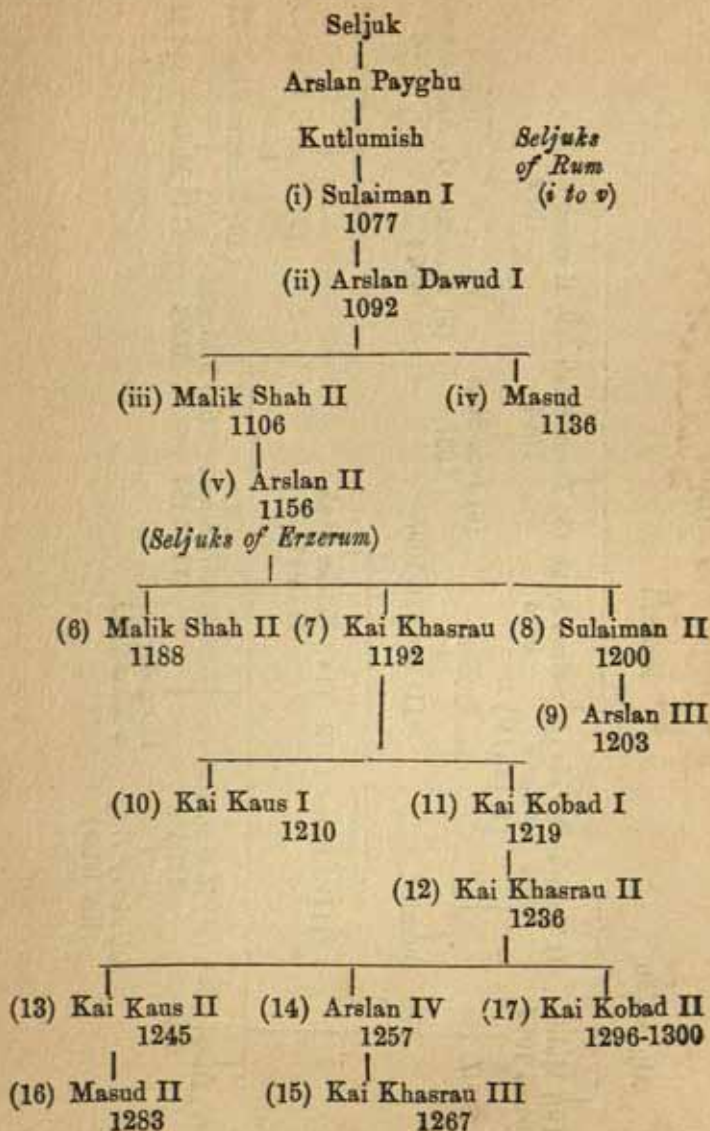 Seljuk
Arslan Payghu
Kutlumish
Seljuks
of Rum
(i to v)
(i) Sulaiman I
1077
(ii) Arslan Dawud I
1092
(iii) Malik Shah II (iv) Masud
1106 1136
(v) Arslan II
1156
(Seljuks of Erzerum)
(6) Malik Shah II (7) Kai Khasrau (8) Sulaiman II
1188 1192 1200
(9) Arslan III
1203
(10) Kai Kaus I (11) Kai Kobad I
1210 1219
(12) Kai Khasrau II
1236
(13) Kai Kaus II (14) Arslan IV (17) Kai Kobad II
1245 1257 1296-1300
(16) Masud II (15) Kai Khasrau III
1283 1267